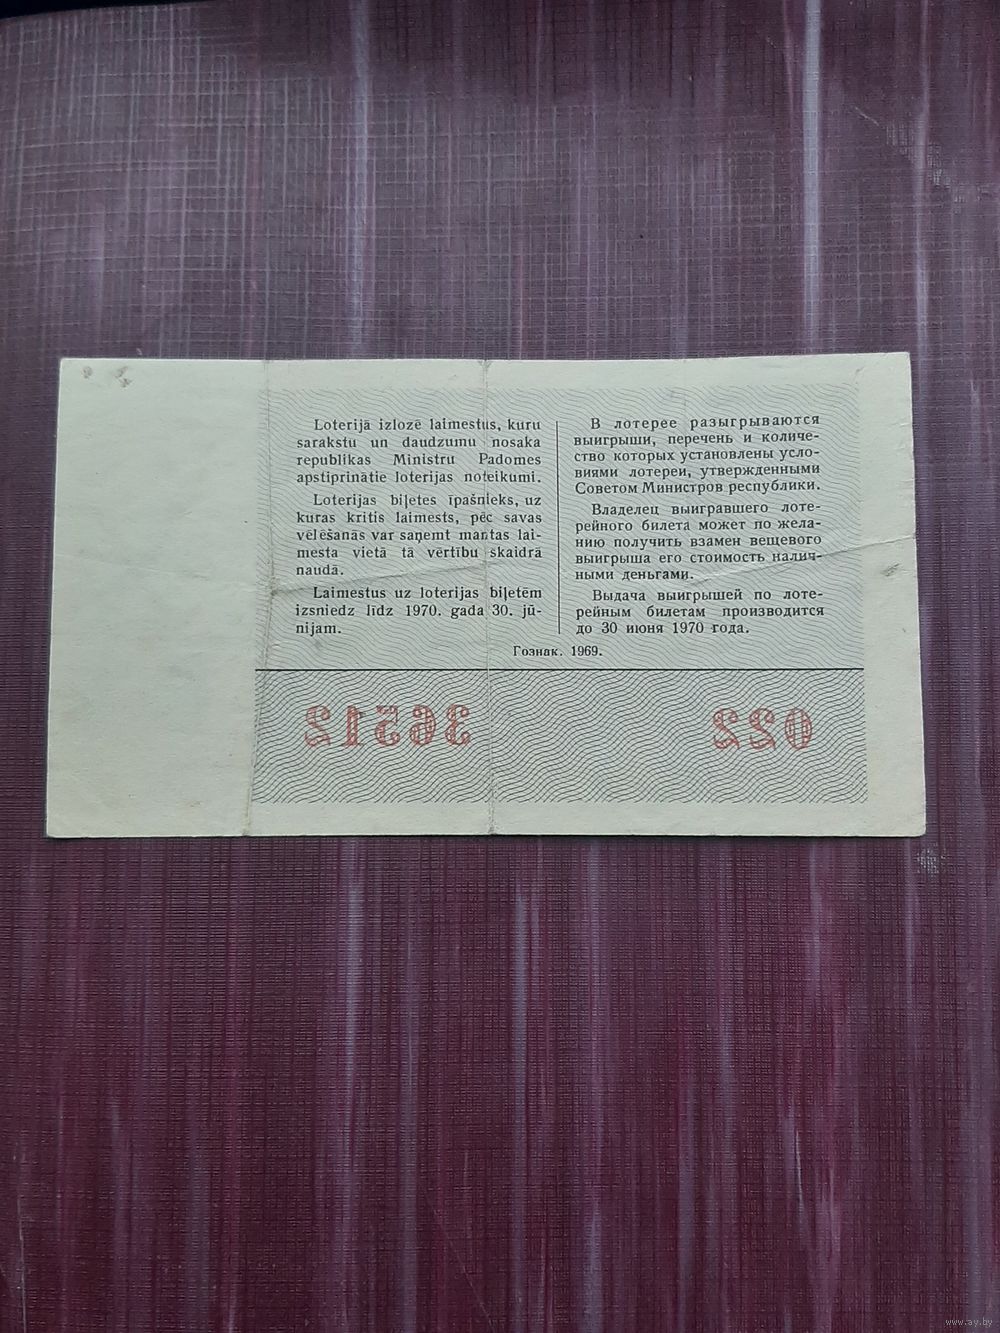 Loterijā izlozē laimestus, kuru
sarakstu un daudzumu nosaka
republikas Ministru Padomes
apstiprinātie loterijas noteikumi.
Loterijas biļetes īpašnieks, uz
kuras kritis laimests, pēc savas
vēlēšanās var saņemt mantas lai-
mesta vietā tā vērtību skaidrā
naudā.
Laimestus uz loterijas biļetēm
izsniedz līdz 1970. gada 30. jū-
nijam.
В лотерее разыгрываются
выигрыши, перечень и количе-
ство которых установлены усло-
виями лотереи, утвержденными
Советом Министров республики.
Владелец выигравшего лоте-
рейного билета может по жела-
нию получить взамен вещевого
выигрыша его стоимость налич-
ными деньгами.
Выдача выигрышей по лоте-
рейным билетам производится
до 30 июня 1970 года.
Гознак. 1969.
36512
022
www.ay.by